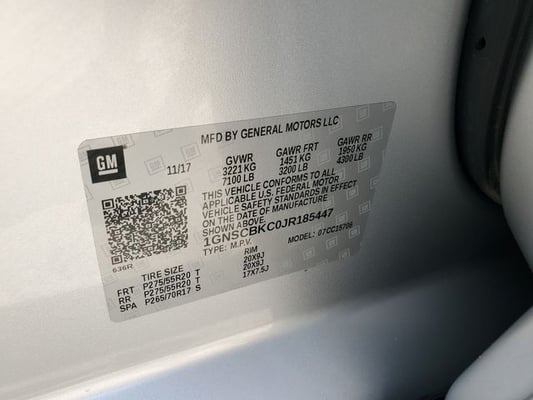 MFD BY GENERAL MOTORS LLC
GM
11/17
GVWR GAWR FRT GAWR RR
3221 KG 1451 KG 1950 KG
7100 LB 3200 LB 4300 LB
THIS VEHICLE CONFORMS TO ALL
APPLICABLE U.S. FEDERAL MOTOR
VEHICLE SAFETY STANDARDS IN EFFECT
ON THE DATE OF MANUFACTURE
SHOWN ABOVE.
1GNSCBKC0JR185447
TYPE: M.P.V. MODEL: 07CC15706
636R
TIRE SIZE RIM
FRT P275/55R20 T 20X9J
RR P275/55R20 T 20X9J
SPA P265/70R17 S 17X7.5J